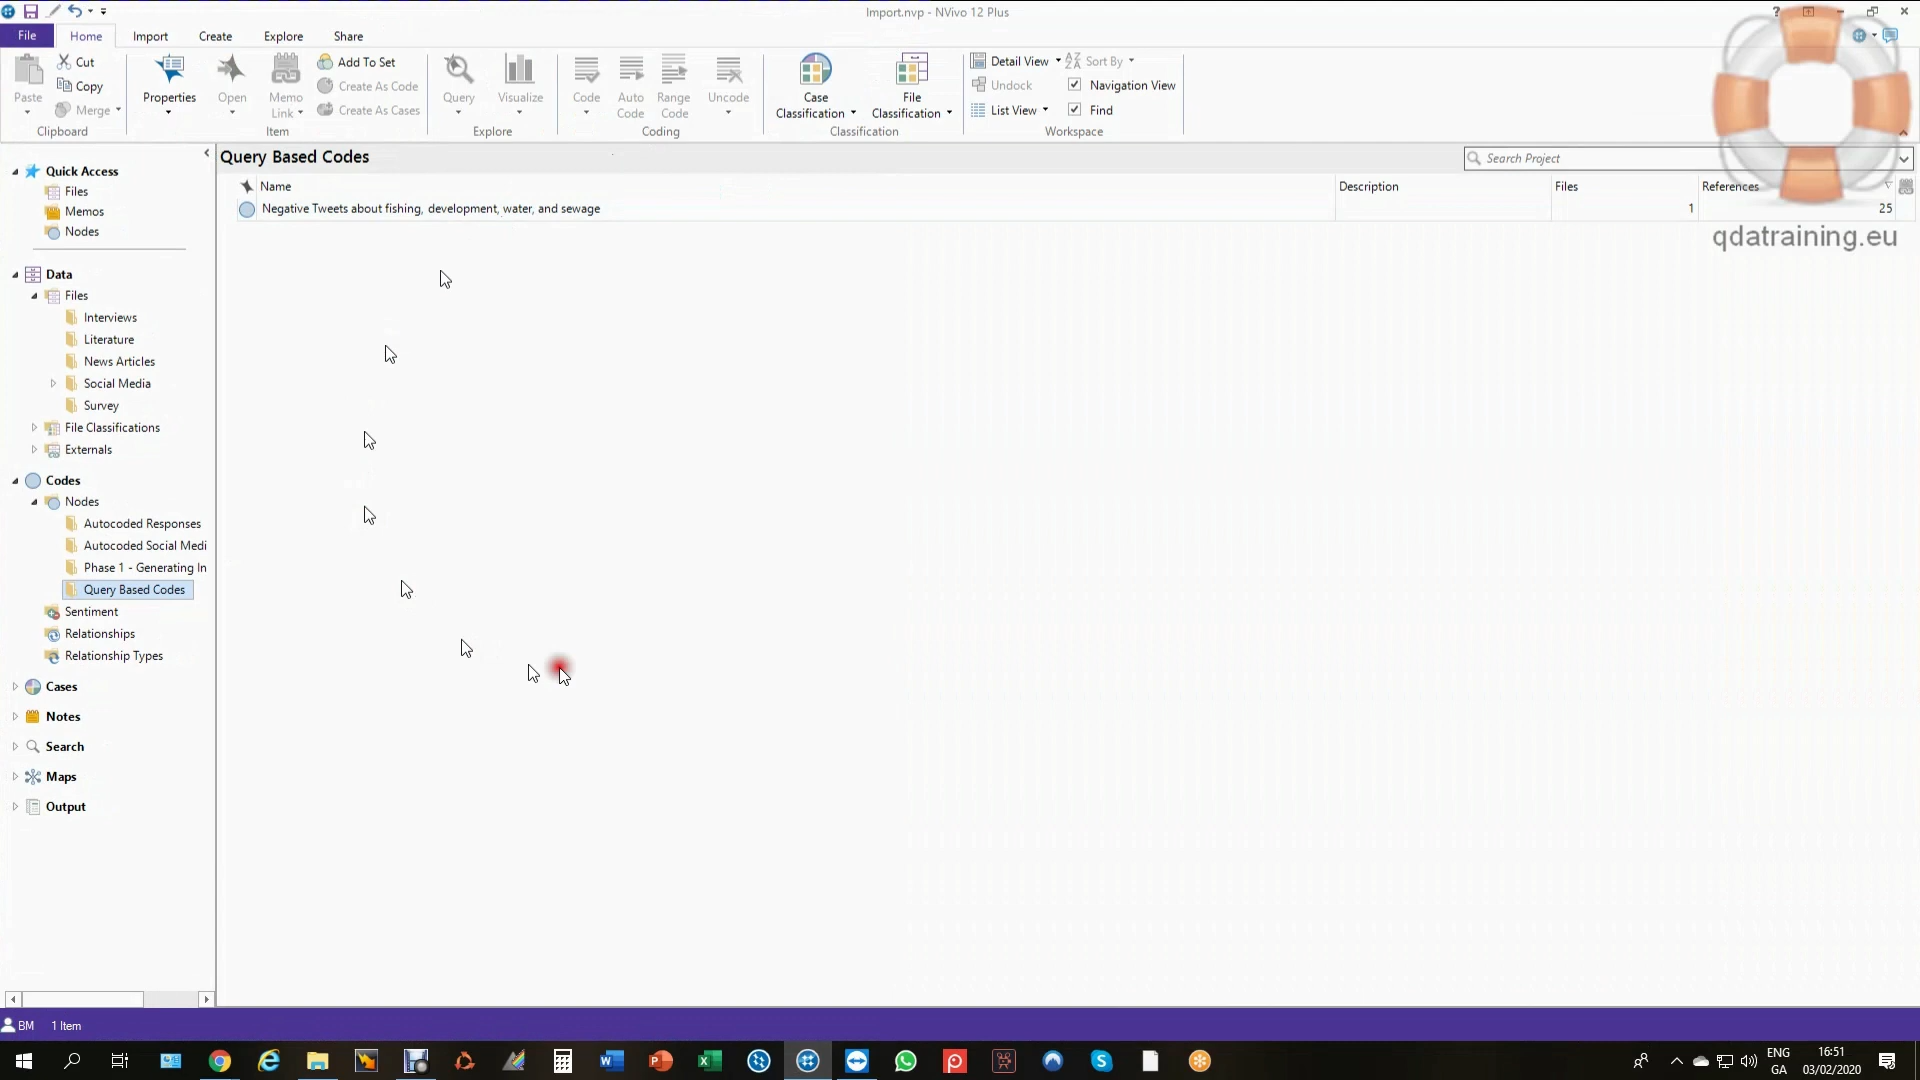 Import.nvp - NVivo 12 Plus
?
File
Home
Import
Create
Explore
Share
Paste
Cut
Copy
Merge
Clipboard
Properties
Open
Memo
Link
Add To Set
Create As Code
Create As Cases
Item
Query
Visualize
Explore
Code
Auto
Code
Range
Code
Uncode
Coding
Case
Classification
File
Classification
Classification
Detail View
Sort By
Undock
Navigation View
List View
Find
Workspace
qdatraining.eu
Quick Access
Files
Memos
Nodes
Data
Files
Interviews
Literature
News Articles
Social Media
Survey
File Classifications
Externals
Codes
Nodes
Autocoded Responses
Autocoded Social Medi
Phase 1 - Generating In
Query Based Codes
Sentiment
Relationships
Relationship Types
Cases
Notes
Search
Maps
Output
Query Based Codes
Search Project
Name
Description
Files
References
Negative Tweets about fishing, development, water, and sewage
1
25
BM
1 Item
ENG
GA
16:51
03/02/2020